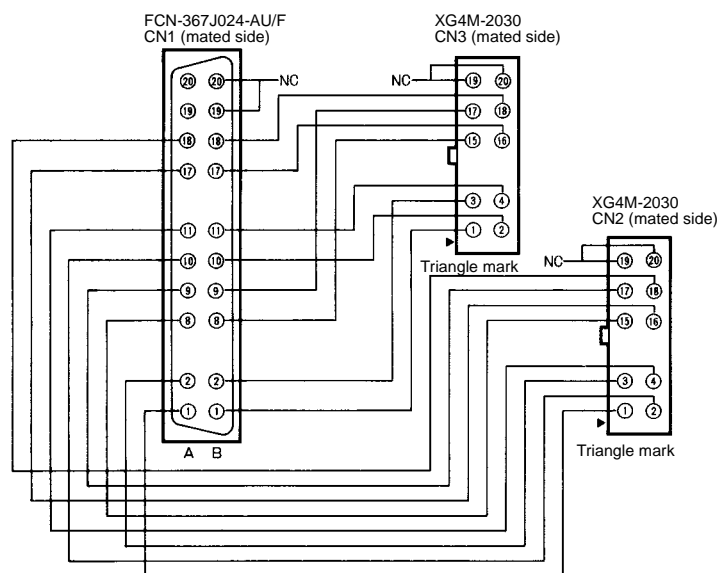 FCN-367J024-AU/F
CN1 (mated side)
XG4M-2030
CN3 (mated side)
20 20 NC
19 19
18 18
17 17
11 11
10 10
9 9
8 8
2 2
1 1
A B
NC 19 20
17 18
15 16
3 4
1 2
Triangle mark
XG4M-2030
CN2 (mated side)
NC 19 20
17 18
15 16
3 4
1 2
Triangle mark